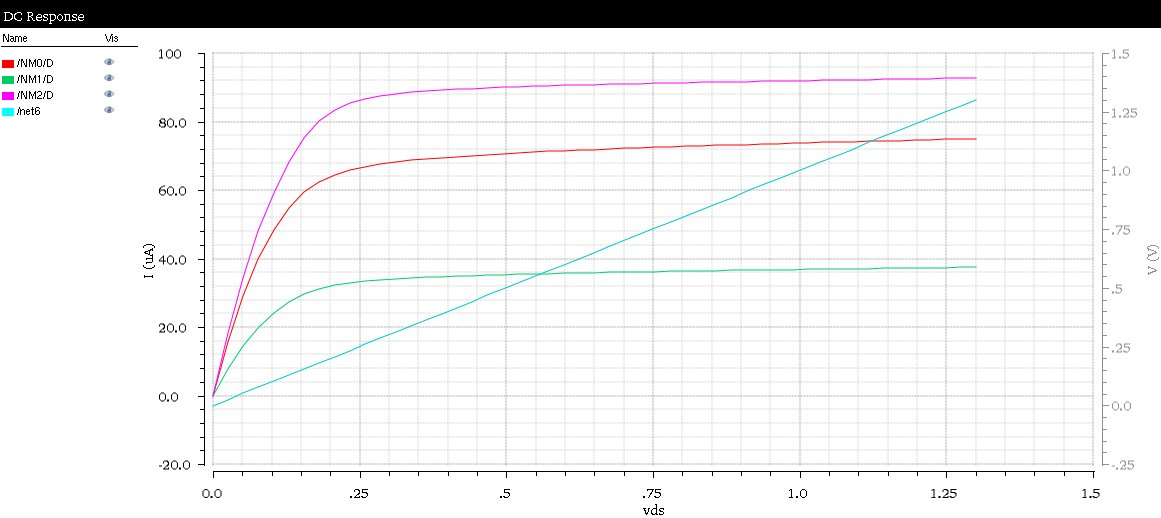 DC Response
Name Vis
/NM0/D
/NM1/D
/NM2/D
/net6
I (uA)
100
80.0
60.0
40.0
20.0
0.0
-20.0
V (V)
1.5
1.25
1.0
.75
.5
.25
0.0
-.25
0.0 .25 .5 .75 1.0 1.25 1.5
vds